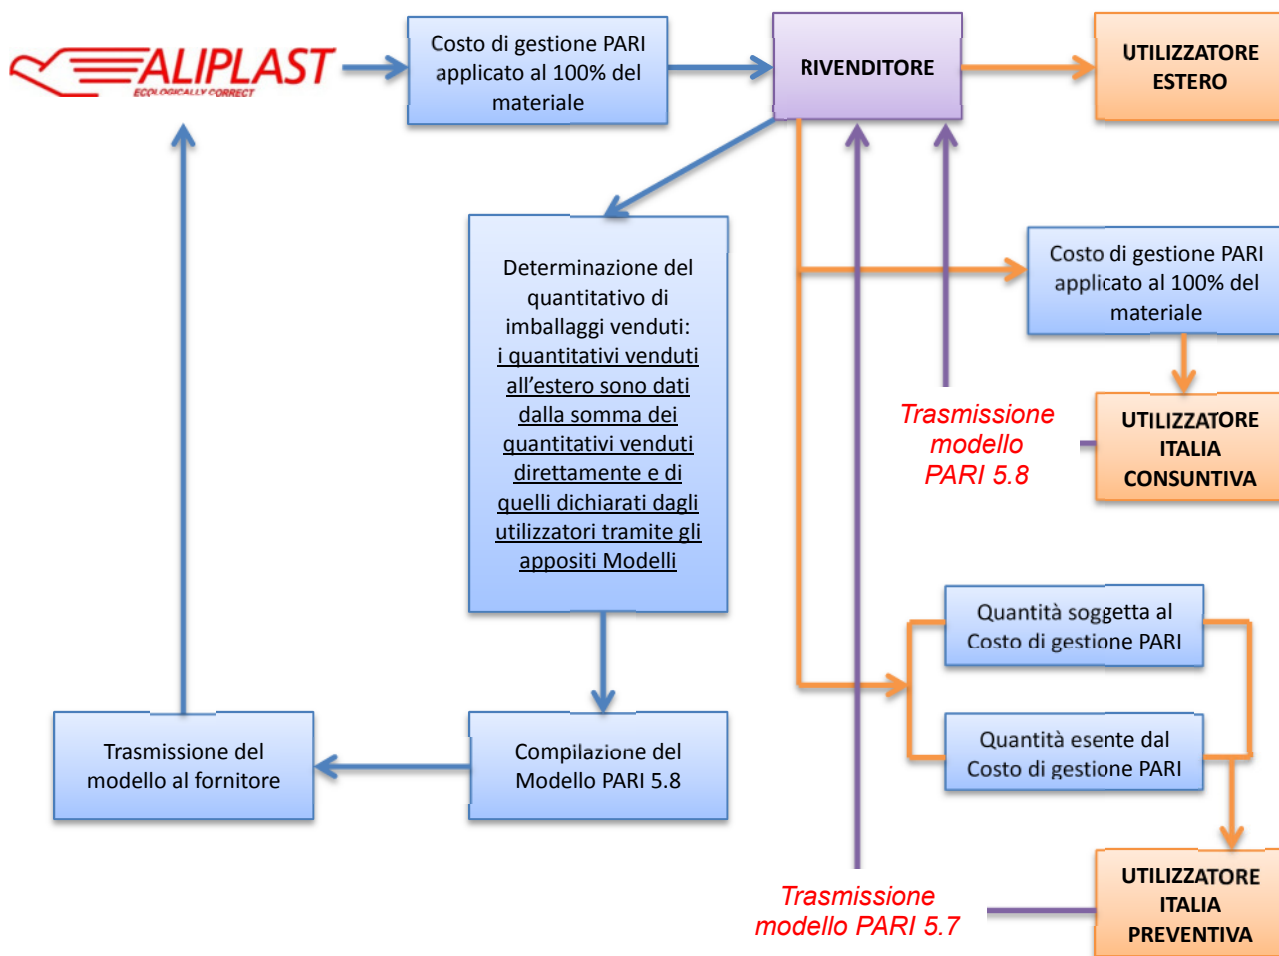 ALIPLAST
ECOLOGICALLY CORRECT
Costo di gestione PARI
applicato al 100% del
materiale
RIVENDITORE
UTILIZZATORE
ESTERO
Determinazione del
quantitativo di
imballaggi venduti:
i quantitativi venduti
all'estero sono dati
dalla somma dei
quantitativi venduti
direttamente e di
quelli dichiarati dagli
utilizzatori tramite gli
appositi Modelli
Costo di gestione PARI
applicato al 100% del
materiale
Trasmissione
modello
PARI 5.8
UTILIZZATORE
ITALIA
CONSUNTIVA
Quantità soggetta al
Costo di gestione PARI
Quantità esente dal
Costo di gestione PARI
Trasmissione del
modello al fornitore
Compilazione del
Modello PARI 5.8
Trasmissione
modello PARI 5.7
UTILIZZATORE
ITALIA
PREVENTIVA